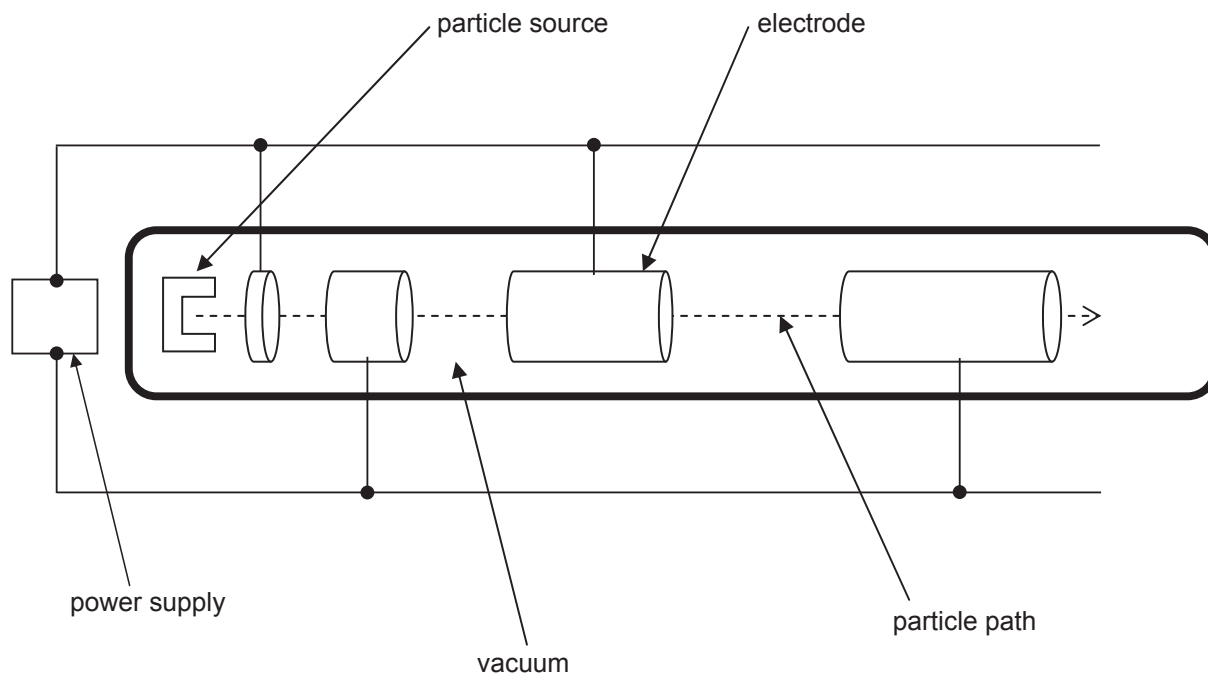 particle source
electrode
power supply
particle path
vacuum